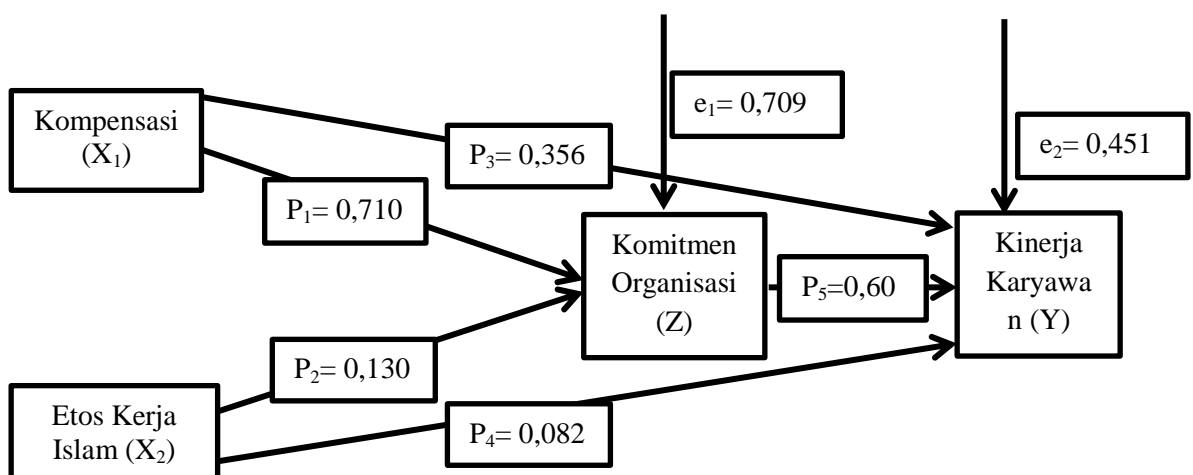 e₁= 0,709
Kompensasi
(X₁)
P₃= 0,356
e₂= 0,451
P₁= 0,710
Komitmen
Organisasi
(Z)
P₅=0,60
Kinerja
Karyawa
n (Y)
P₂= 0,130
Etos Kerja
Islam (X₂)
P₄= 0,082